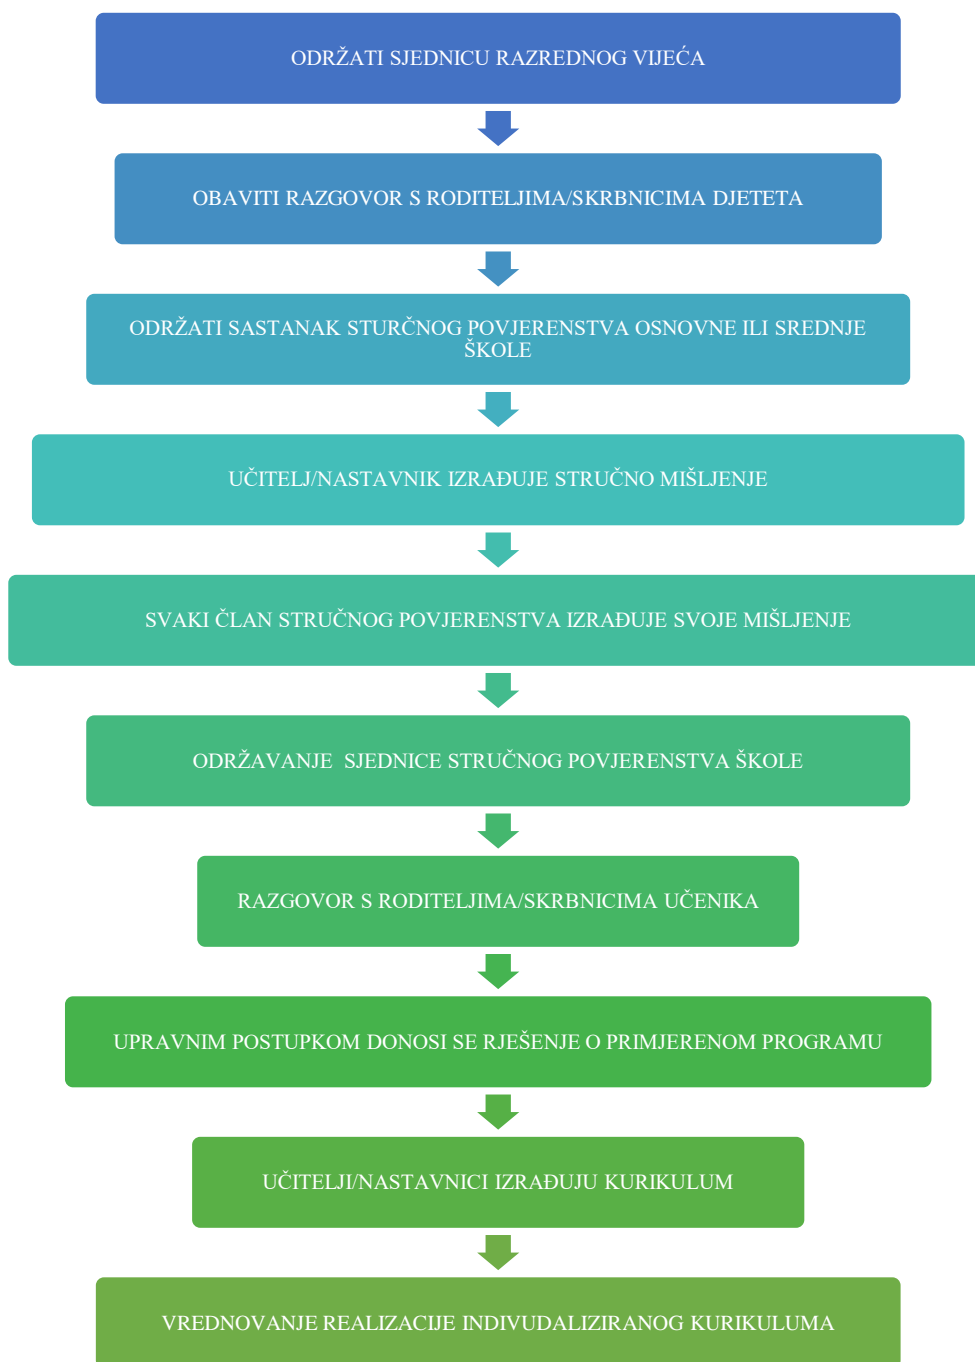 ODRŽATI SJEDNICU RAZREDNOG VIJEĆA
OBAVITI RAZGOVOR S RODITELJIMA/SKRBNICIMA DJETETA
ODRŽATI SASTANAK STURČNOG POVJERENSTVA OSNOVNE ILI SREDNJE
ŠKOLE
UČITELJ/NASTAVNIK IZRAĐUJE STRUČNO MIŠLJENJE
SVAKI ČLAN STRUČNOG POVJERENSTVA IZRAĐUJE SVOJE MIŠLJENJE
ODRŽAVANJE SJEDNICE STRUČNOG POVJERENSTVA ŠKOLE
RAZGOVOR S RODITELJIMA/SKRBNICIMA UČENIKA
UPRAVNIM POSTUPKOM DONOSI SE RJEŠENJE O PRIMJERENOM PROGRAMU
UČITELJI/NASTAVNICI IZRAĐUJU KURIKULUM
VREDNOVANJE REALIZACIJE INDIVUDALIZIRANOG KURIKULUMA